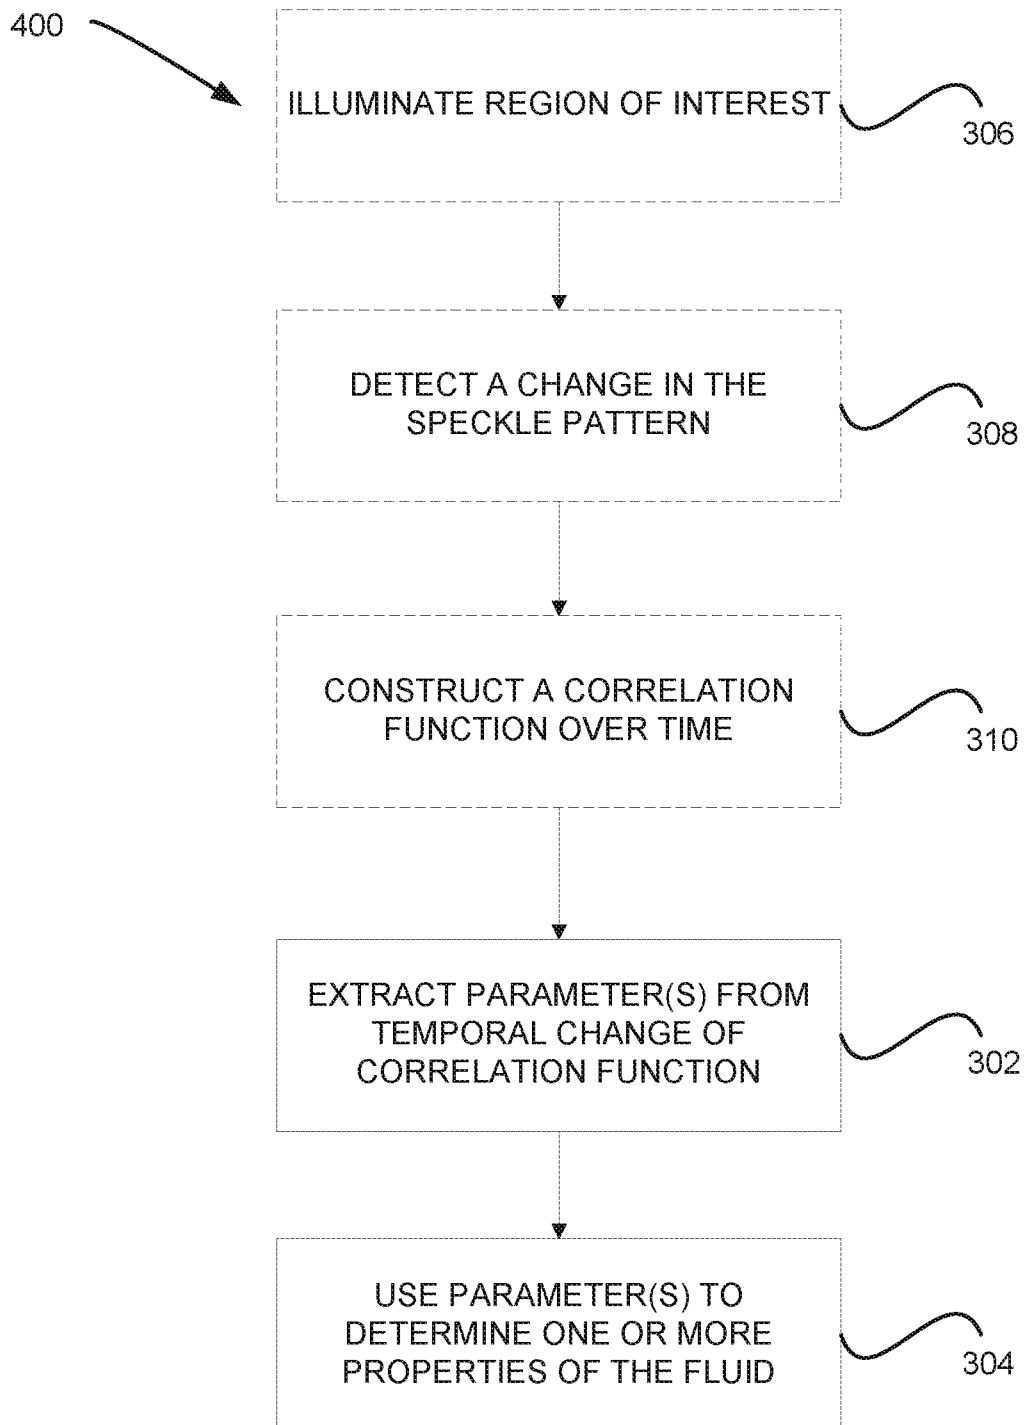 400
ILLUMINATE REGION OF INTEREST
306
DETECT A CHANGE IN THE
SPECKLE PATTERN
308
CONSTRUCT A CORRELATION
FUNCTION OVER TIME
310
EXTRACT PARAMETER(S) FROM
TEMPORAL CHANGE OF
CORRELATION FUNCTION
302
USE PARAMETER(S) TO
DETERMINE ONE OR MORE
PROPERTIES OF THE FLUID
304